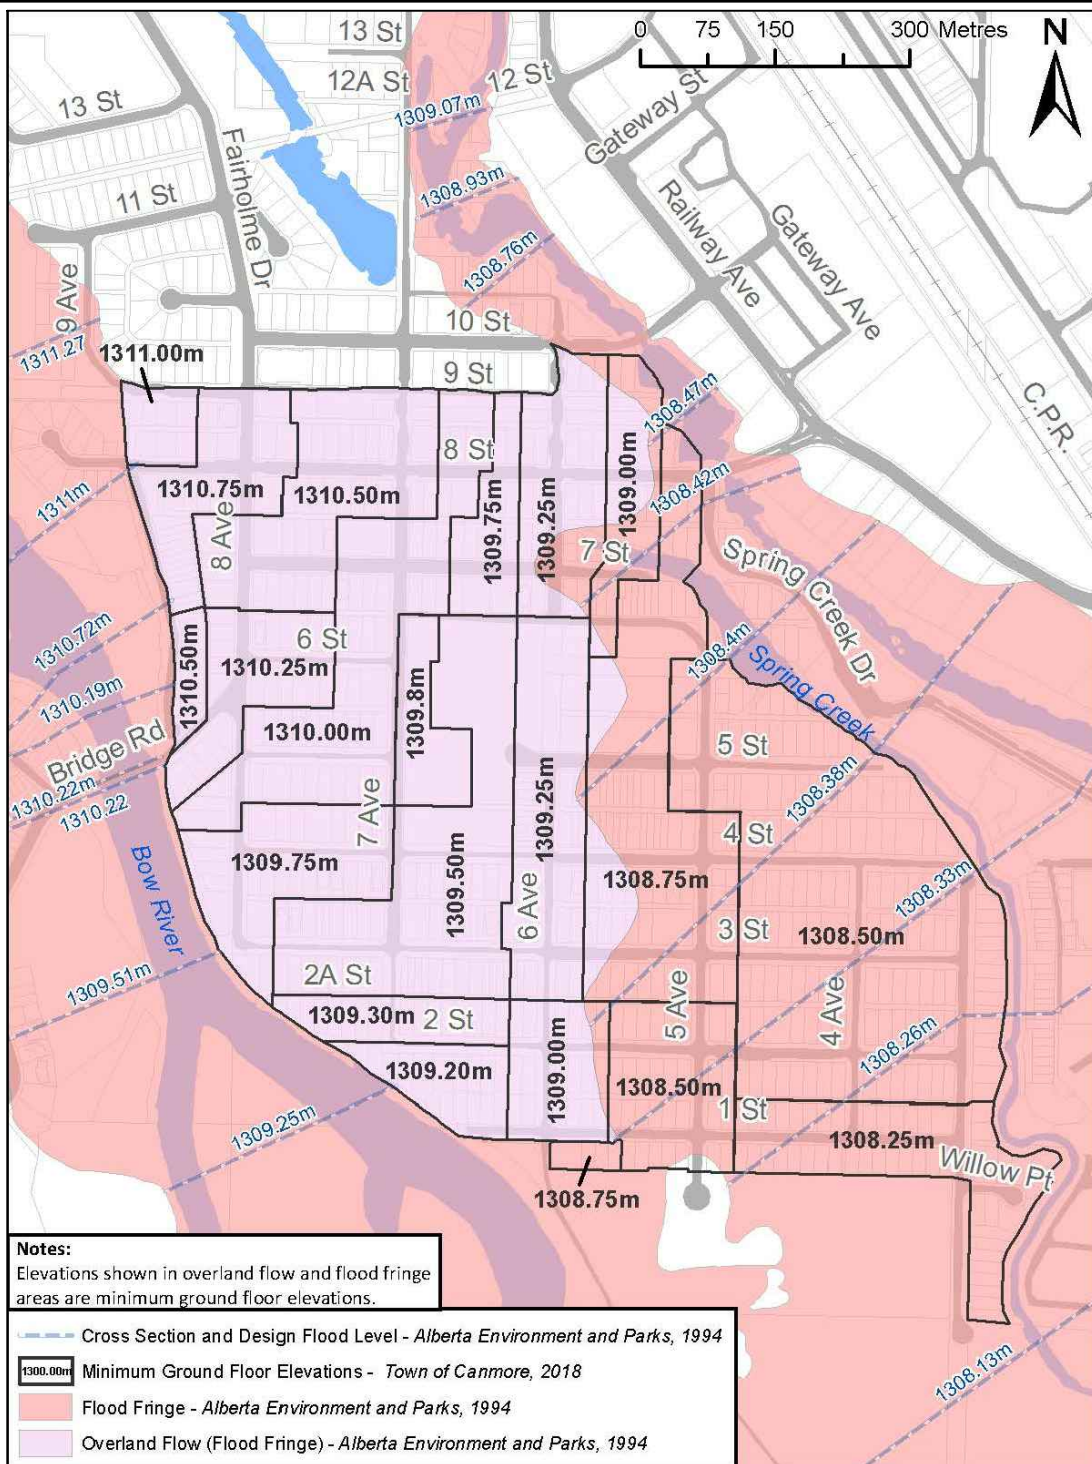 0 75 150 300 Metres
N
13 St
12A St
12 St
13 St
1309.07m
Gateway St
Fairholme Dr
11 St
1308.93m
Railway Ave
Gateway Ave
1308.76m
9 Ave
10 St
1311.27
1311.00m
9 St
1308.47m
C.P.R.
8 St
1309.00m
1308.42m
1311m
1310.75m
1310.50m
1309.75m
1309.25m
8 Ave
7 St
Spring Creek Dr
1310.72m
6 St
1308.4m
Spring Creek
1310.50m
1310.25m
1310.19m
1309.8m
1310.00m
Bridge Rd
5 St
1308.38m
1310.22m
1310.22
7 Ave
1309.25m
4 St
1309.75m
1309.50m
1308.75m
1308.33m
Bow River
6 Ave
3 St
1308.50m
1309.51m
2A St
5 Ave
4 Ave
1309.30m
2 St
1308.26m
1309.20m
1309.00m
1308.50m
1 St
1309.25m
1308.25m
Willow Pt
1308.75m
Notes:
Elevations shown in overland flow and flood fringe
areas are minimum ground floor elevations.
1308.13m
Cross Section and Design Flood Level - Alberta Environment and Parks, 1994
1300.00m Minimum Ground Floor Elevations - Town of Canmore, 2018
Flood Fringe - Alberta Environment and Parks, 1994
Overland Flow (Flood Fringe) - Alberta Environment and Parks, 1994